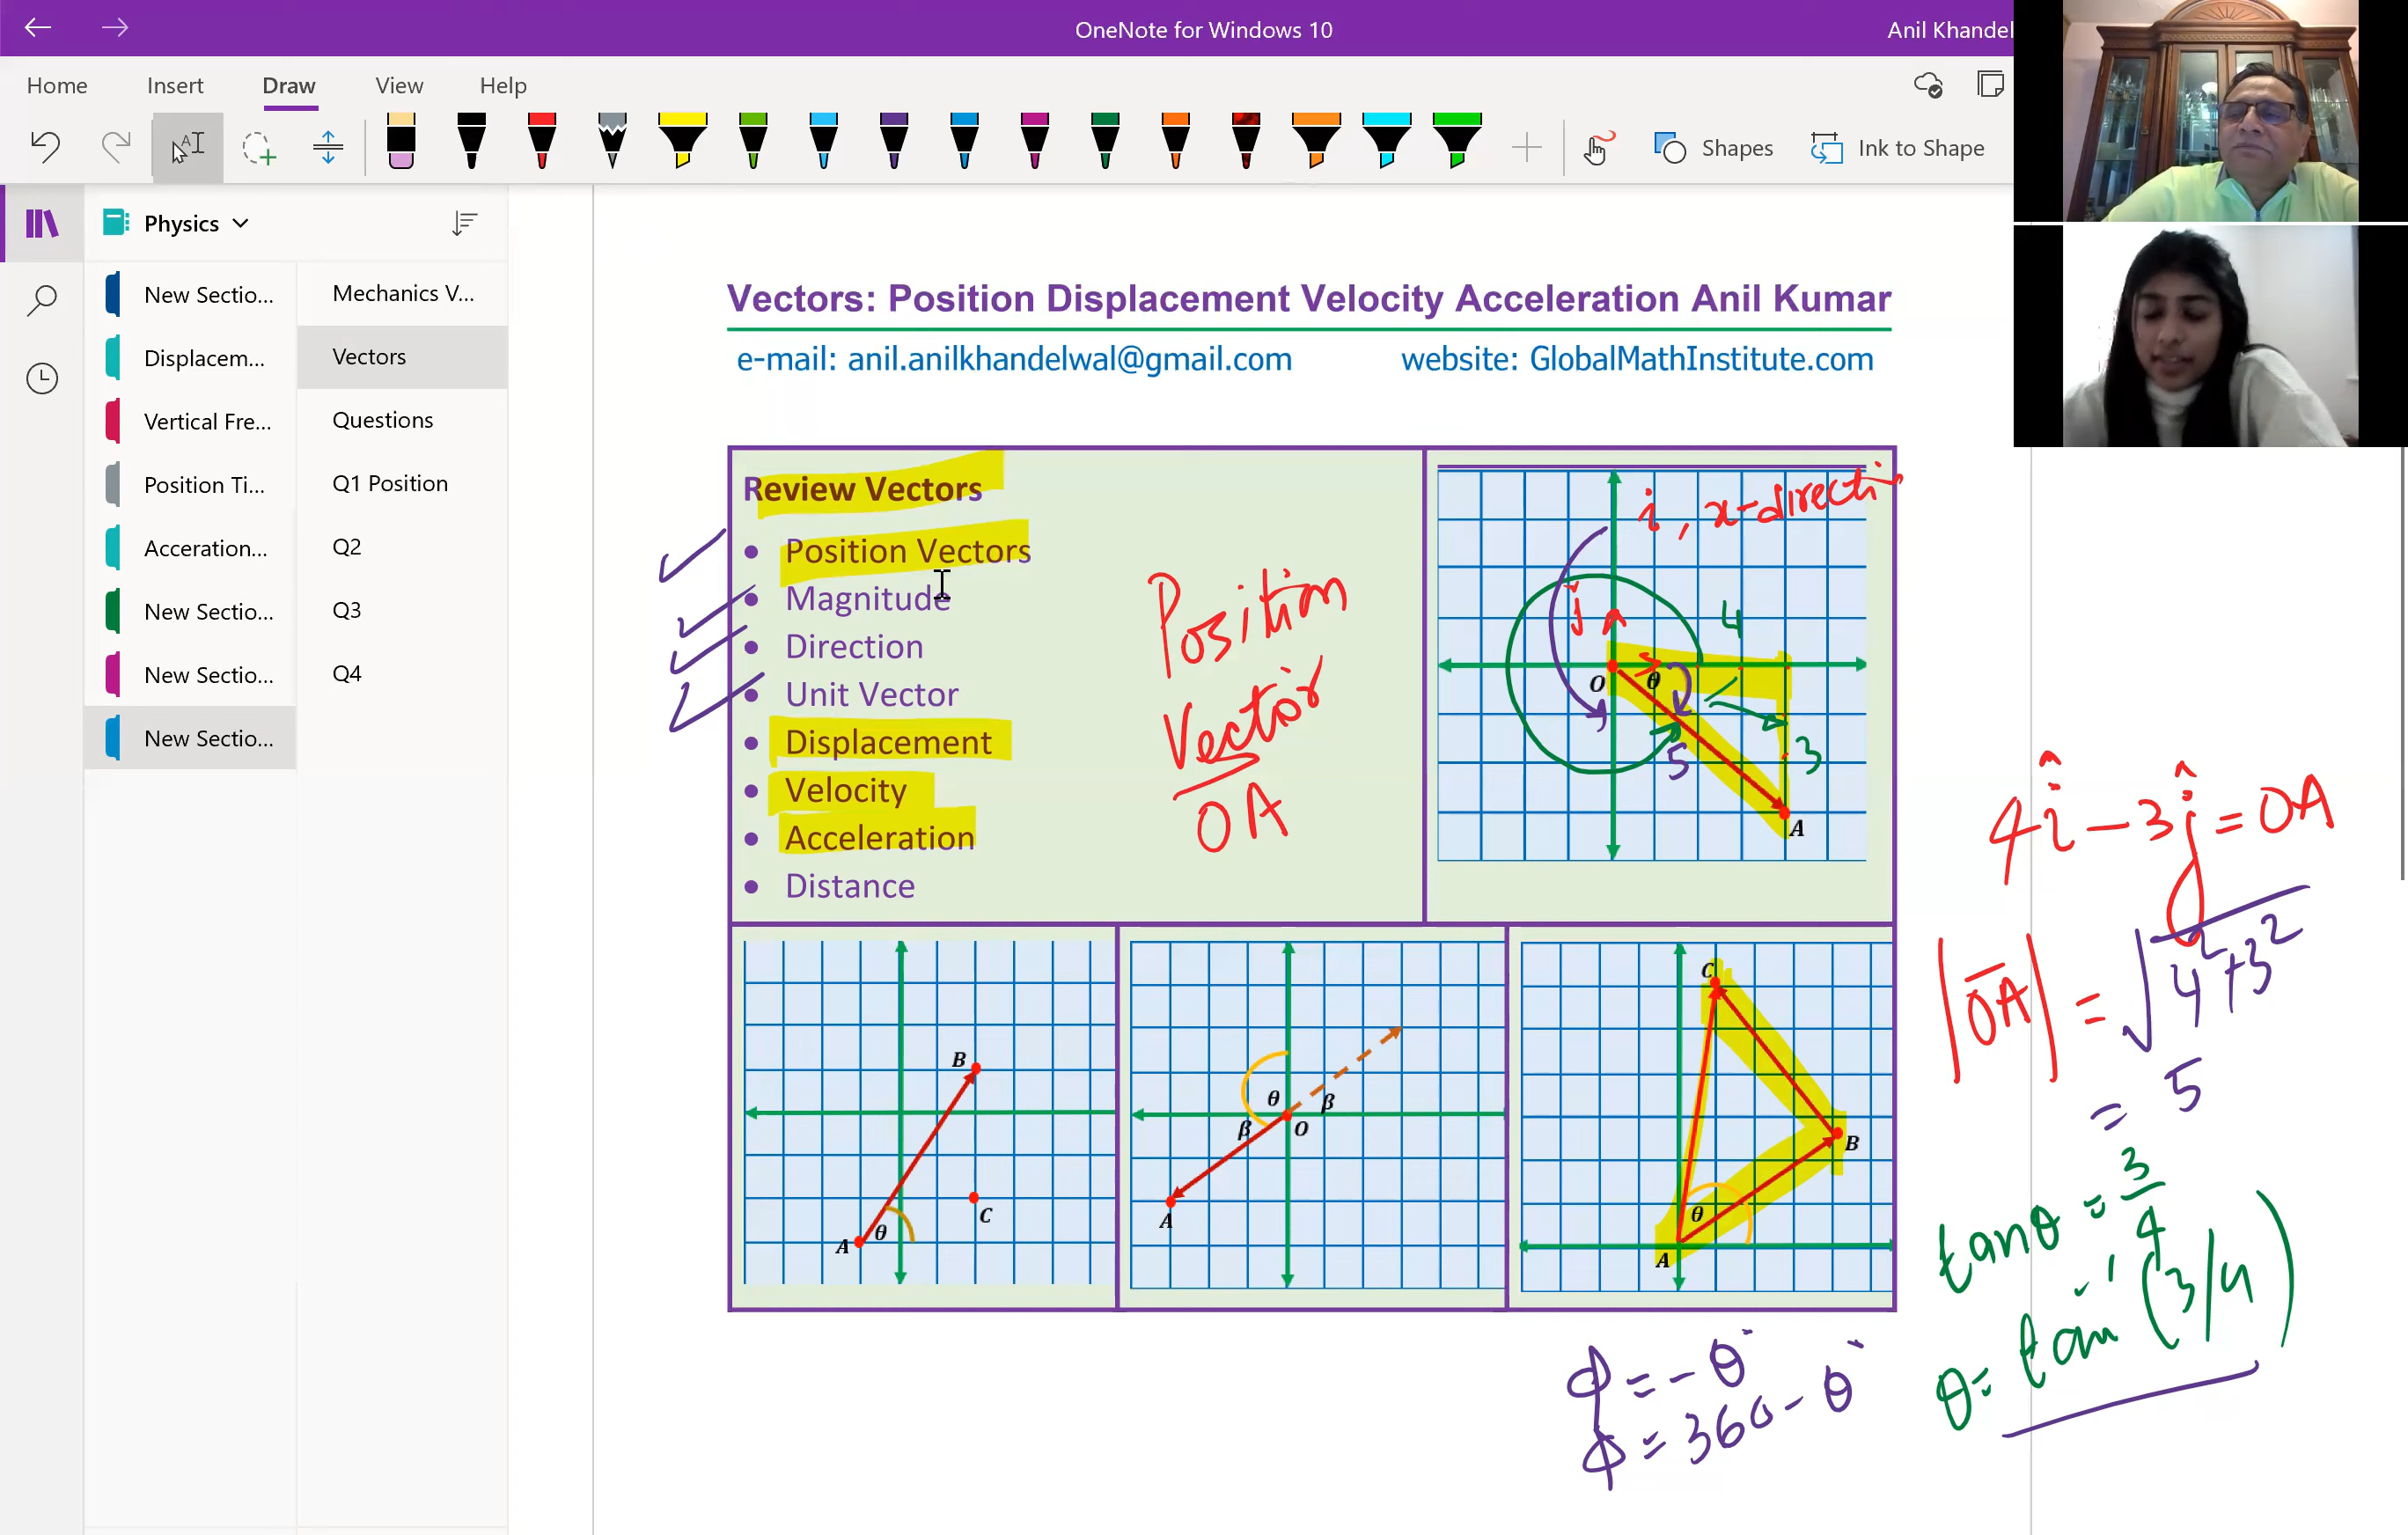 OneNote for Windows 10
Anil Khandel
Home Insert Draw View Help
Shapes
Ink to Shape
Physics
New Sectio...
Displacem...
Vertical Fre...
Position Ti...
Acceration...
New Sectio...
New Sectio...
New Sectio...
Mechanics V...
Vectors
Questions
Q1 Position
Q2
Q3
Q4
Vectors: Position Displacement Velocity Acceleration Anil Kumar
e-mail: anil.anilkhandelwal@gmail.com website: GlobalMathInstitute.com
Review Vectors
• Position Vectors
• Magnitude
• Direction
• Unit Vector
• Displacement
• Velocity
• Acceleration
• Distance
Position
Vector
OA
i, x-directi
j
4
O θ
5
3
A
B
A θ
C
θ β
β O
A
C
B
θ
A
4î - 3ĵ = OA
|OA| = √4² + 3²
= 5
tanθ = 3/4
θ = tan⁻¹ (3/4)
φ = - θ
φ = 360 - θ